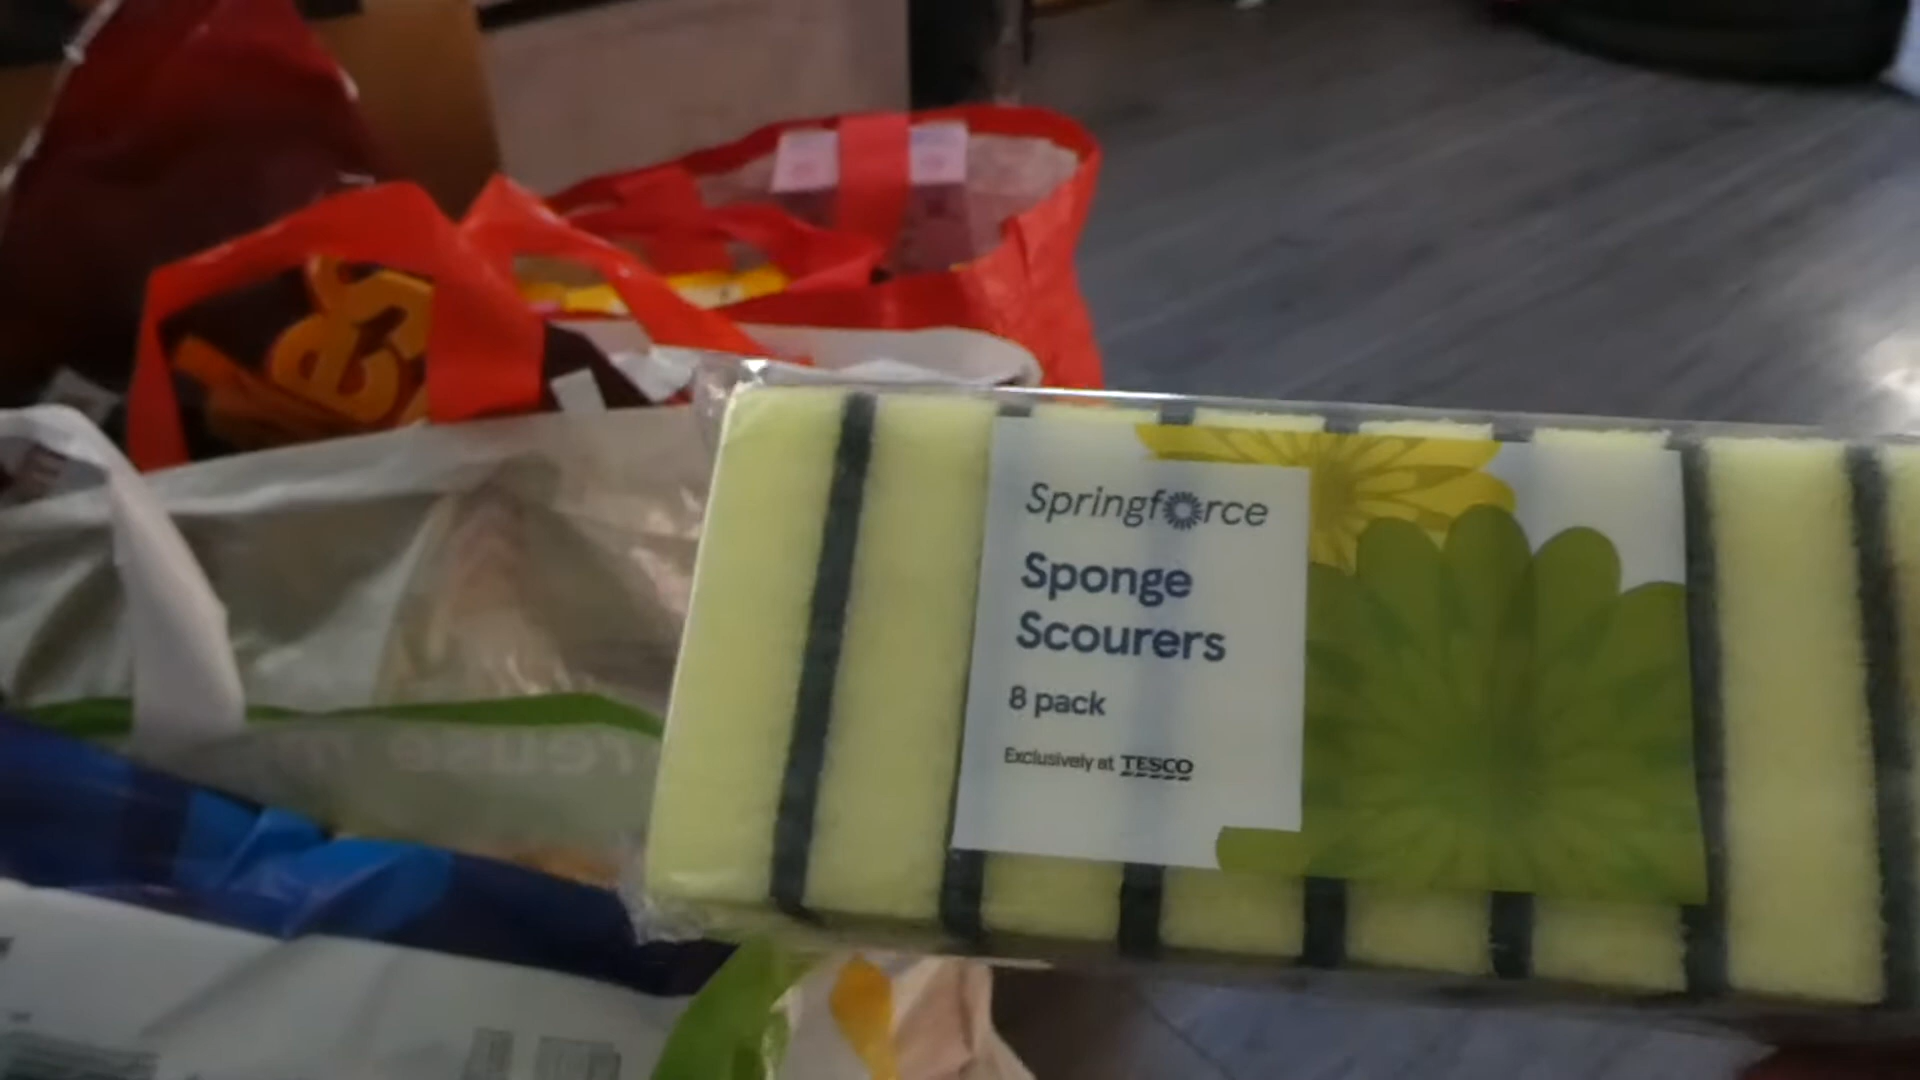 Springforce
Sponge
Scourers
8 pack
Exclusively at TESCO